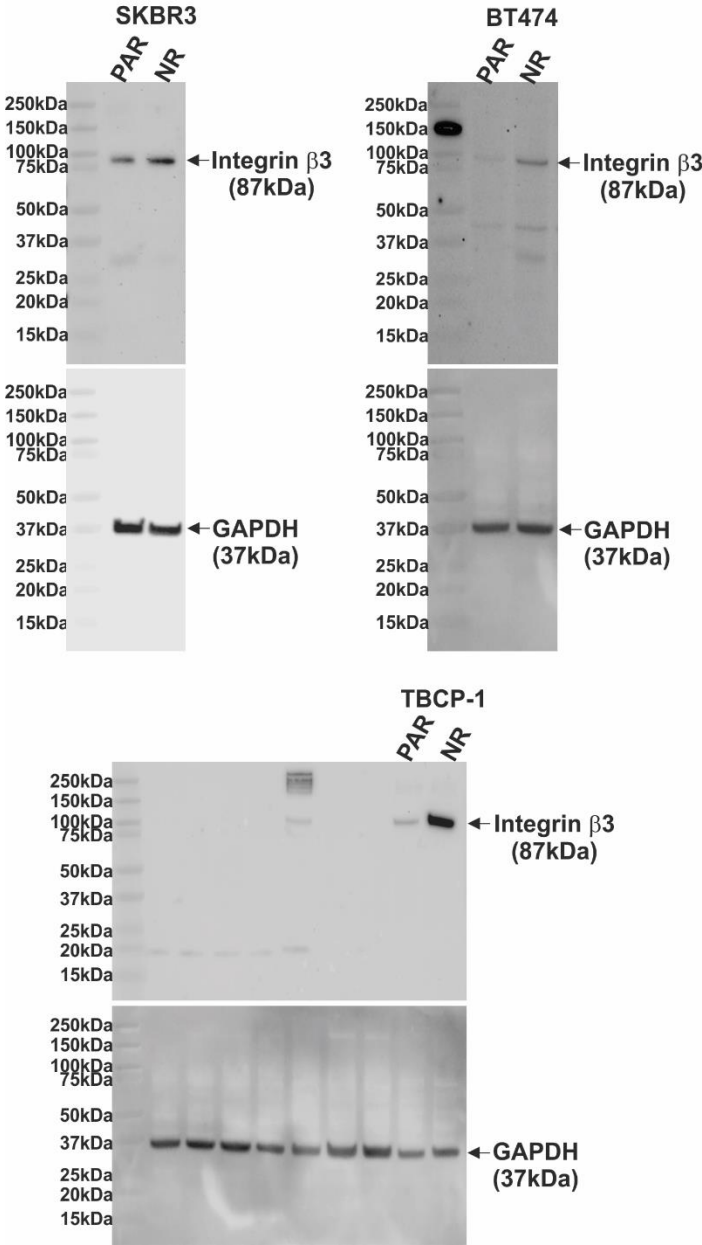 SKBR3
PAR NR
250kDa
150kDa
100kDa
75kDa
50kDa
37kDa
25kDa
20kDa
15kDa
Integrin β3
(87kDa)
250kDa
150kDa
100kDa
75kDa
50kDa
37kDa
25kDa
20kDa
15kDa
GAPDH
(37kDa)
BT474
PAR NR
250kDa
150kDa
100kDa
75kDa
50kDa
37kDa
25kDa
20kDa
15kDa
Integrin β3
(87kDa)
250kDa
150kDa
100kDa
75kDa
50kDa
37kDa
25kDa
20kDa
15kDa
GAPDH
(37kDa)
TBCP-1
PAR NR
250kDa
150kDa
100kDa
75kDa
50kDa
37kDa
25kDa
20kDa
15kDa
Integrin β3
(87kDa)
250kDa
150kDa
100kDa
75kDa
50kDa
37kDa
25kDa
20kDa
15kDa
GAPDH
(37kDa)